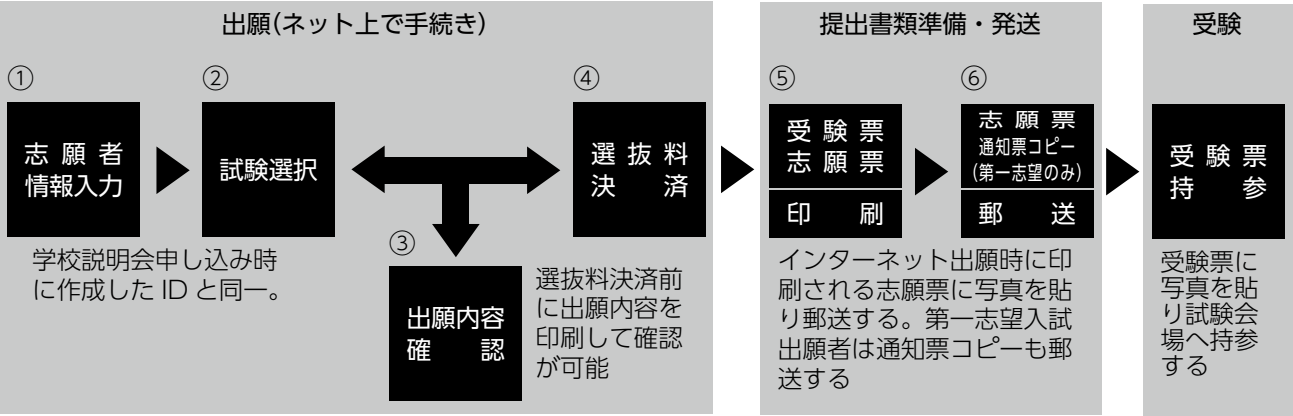 出願(ネット上で手続き)
①
志願者
情報入力
学校説明会申し込み時
に作成した ID と同一。
②
試験選択
③
出願内容
確認
④
選抜料
決済
選抜料決済前
に出願内容を
印刷して確認
が可能
提出書類準備・発送
⑤
受験票
志願票
印刷
⑥
志願票
通知票コピー
(第一志望のみ)
郵送
インターネット出願時に印
刷される志願票に写真を貼
り郵送する。第一志望入試
出願者は通知票コピーも郵
送する
受験
受験票
持参
受験票に
写真を貼
り試験会
場へ持参
する